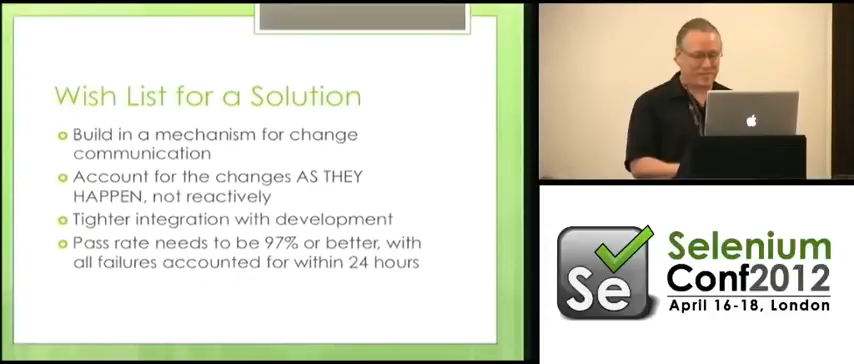 Wish List for a Solution
Build in a mechanism for change
communication
Account for the changes AS THEY
HAPPEN, not reactively
Tighter integration with development
Pass rate needs to be 97% or better, with
all failures accounted for within 24 hours
Se
Selenium
Conf2012
April 16-18, London